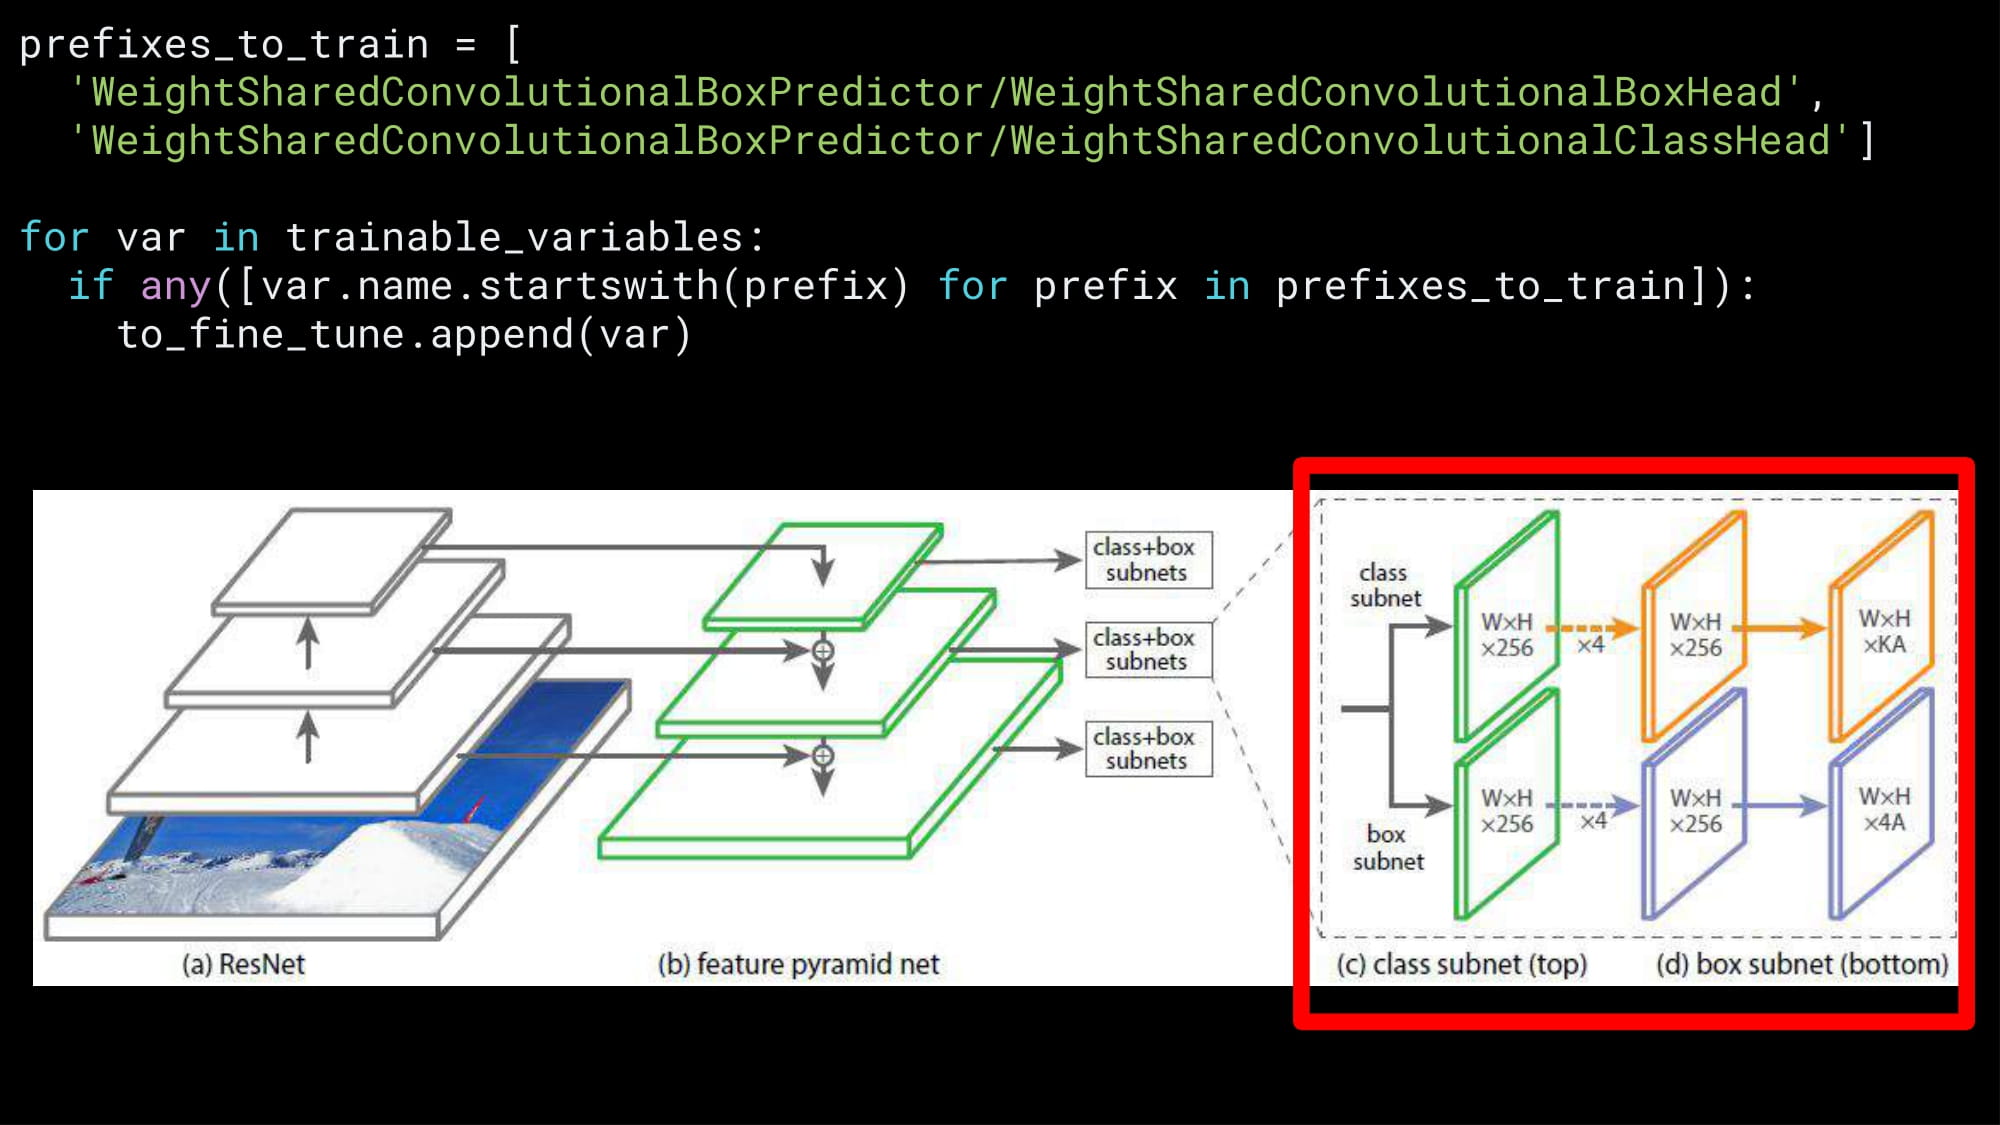 prefixes_to_train = [
  'WeightSharedConvolutionalBoxPredictor/WeightSharedConvolutionalBoxHead',
  'WeightSharedConvolutionalBoxPredictor/WeightSharedConvolutionalClassHead']
for var in trainable_variables:
  if any([var.name.startswith(prefix) for prefix in prefixes_to_train]):
    to_fine_tune.append(var)
class+box
subnets
class+box
subnets
class+box
subnets
class
subnet
W×H
×256
×4
W×H
×256
W×H
×KA
box
subnet
W×H
×256
×4
W×H
×256
W×H
×4A
(a) ResNet
(b) feature pyramid net
(c) class subnet (top)
(d) box subnet (bottom)